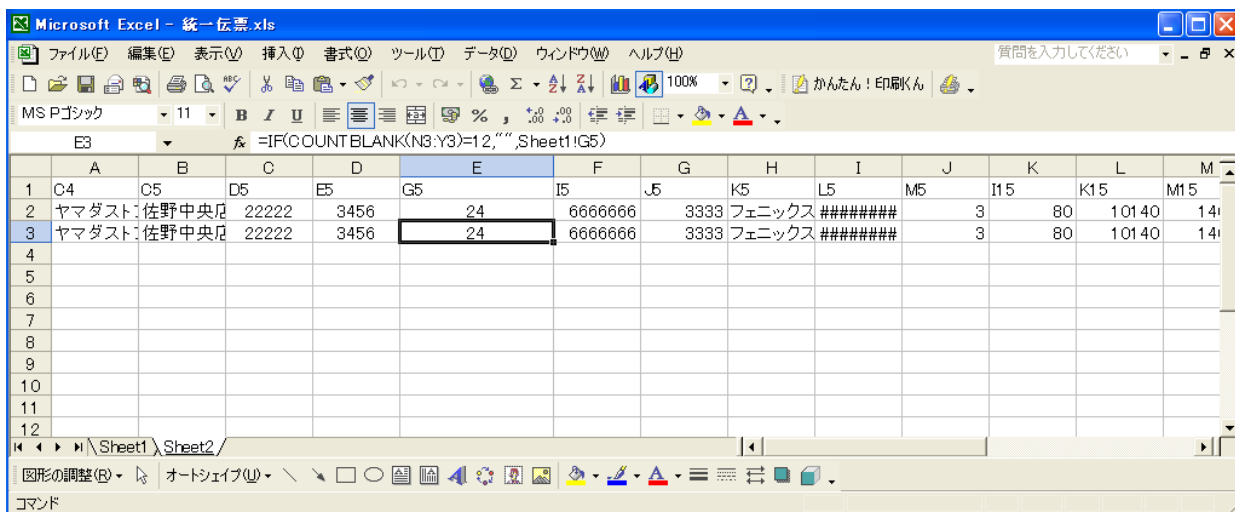 Microsoft Excel - 統一伝票.xls
ファイル(F) 編集(E) 表示(V) 挿入(I) 書式(O) ツール(T) データ(D) ウィンドウ(W) ヘルプ(H) 質問を入力してください
100% かんたん！印刷くん
MS Pゴシック 11 B I U % ,
E3 fx =IF(COUNTBLANK(N3:Y3)=12,"",Sheet1!G5)
A B C D E F G H I J K L M
1 C4 C5 D5 E5 G5 I5 J5 K5 L5 M5 I15 K15 M15
2 ヤマダスト 佐野中央店 22222 3456 24 6666666 3333 フェニックス ######## 3 80 10140 14
3 ヤマダスト 佐野中央店 22222 3456 24 6666666 3333 フェニックス ######## 3 80 10140 14
4
5
6
7
8
9
10
11
12
Sheet1 Sheet2
図形の調整(R) オートシェイプ(U)
コマンド